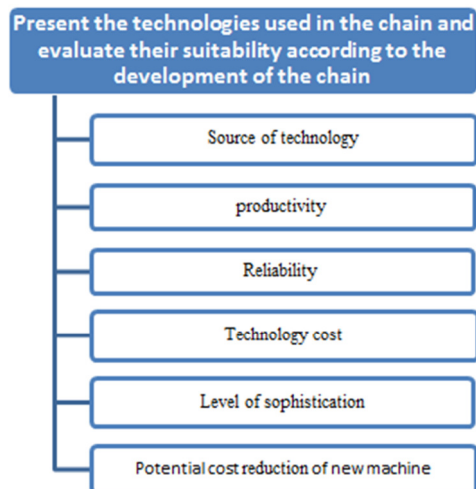 Present the technologies used in the chain and
evaluate their suitability according to the
development of the chain
Source of technology
productivity
Reliability
Technology cost
Level of sophistication
Potential cost reduction of new machine